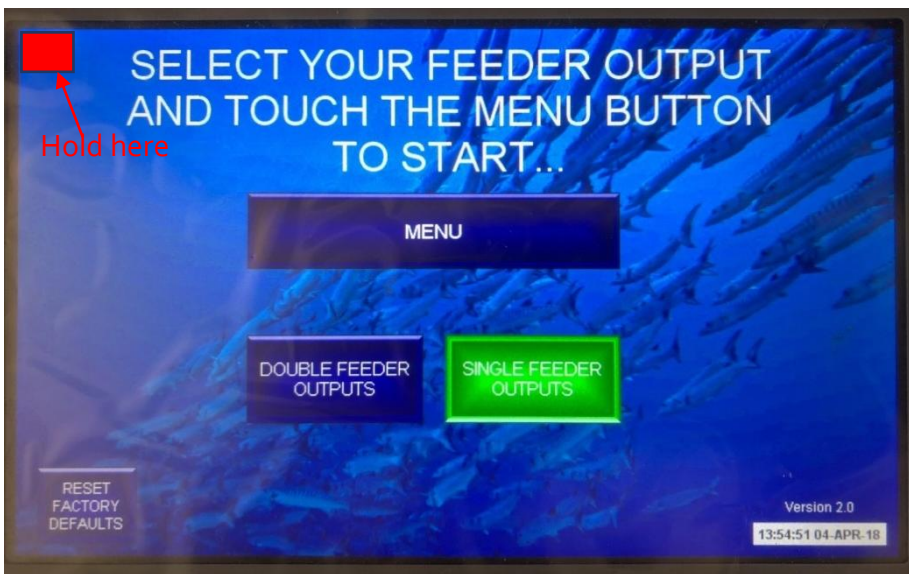 SELECT YOUR FEEDER OUTPUT
AND TOUCH THE MENU BUTTON
TO START...
Hold here
MENU
DOUBLE FEEDER
OUTPUTS
SINGLE FEEDER
OUTPUTS
RESET
FACTORY
DEFAULTS
Version 2.0
13:54:51 04-APR-18